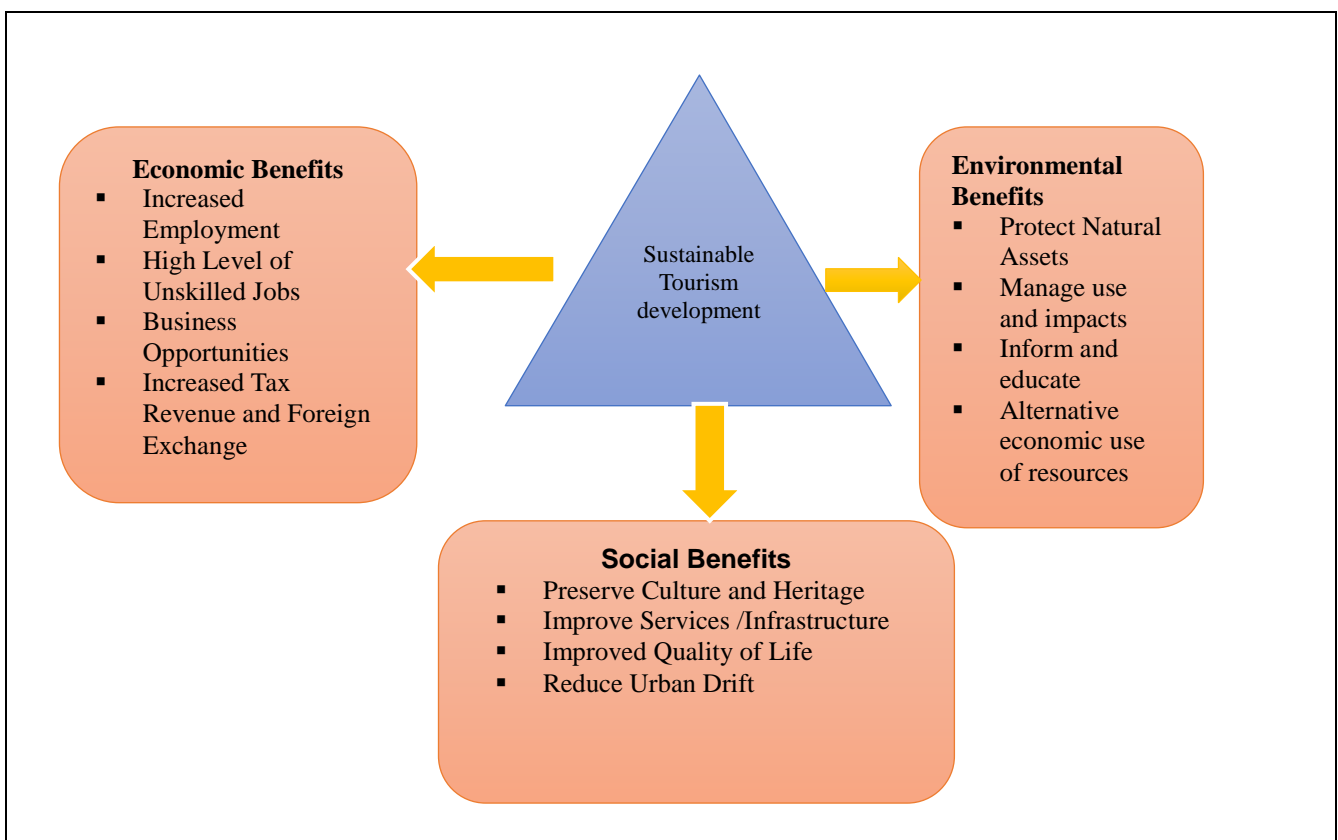 Economic Benefits
▪ Increased
Employment
▪ High Level of
Unskilled Jobs
▪ Business
Opportunities
▪ Increased Tax
Revenue and Foreign
Exchange
Sustainable
Tourism
development
Environmental
Benefits
▪ Protect Natural
Assets
▪ Manage use
and impacts
▪ Inform and
educate
▪ Alternative
economic use
of resources
Social Benefits
▪ Preserve Culture and Heritage
▪ Improve Services /Infrastructure
▪ Improved Quality of Life
▪ Reduce Urban Drift